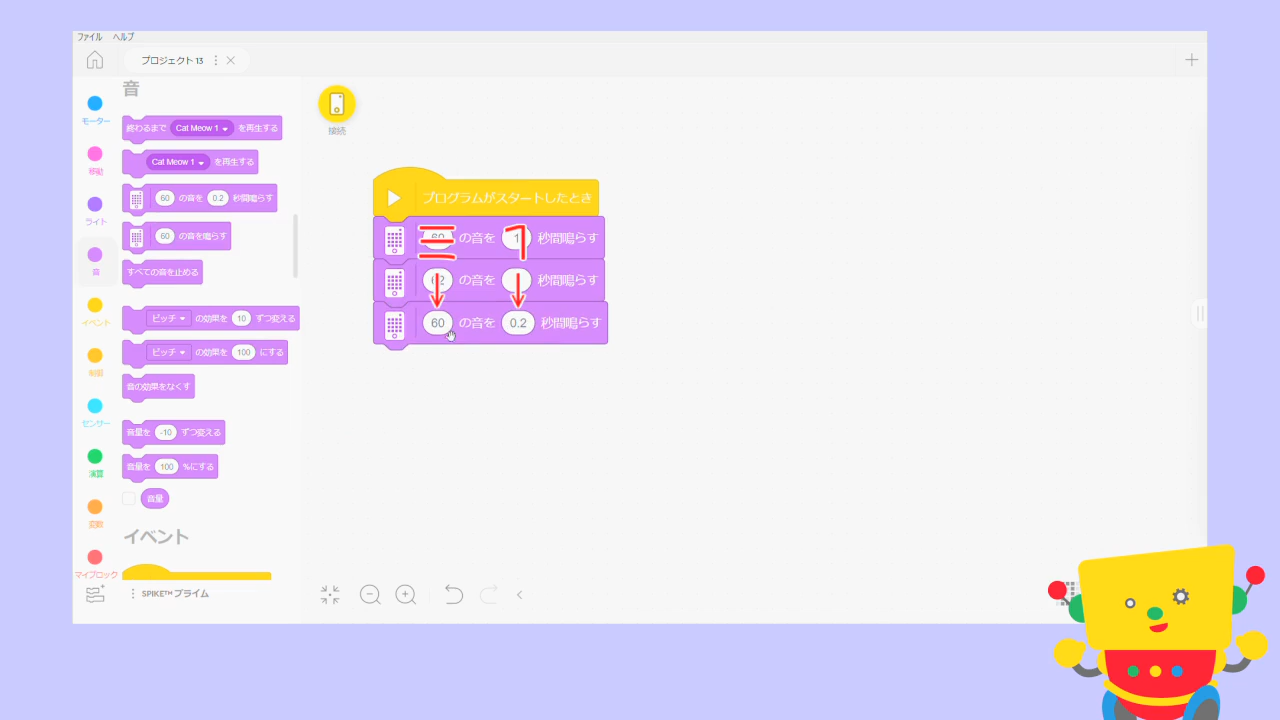 ファイル ヘルプ
プロジェクト 13
音
モーター
移動
ライト
音
イベント
制御
センサー
演算
変数
マイブロック
終わるまで Cat Meow 1 を再生する
Cat Meow 1 を再生する
60 の音を 0.2 秒間鳴らす
60 の音を鳴らす
すべての音を止める
ピッチ の効果を 10 ずつ変える
ピッチ の効果を 100 にする
音の効果をなくす
音量を -10 ずつ変える
音量を 100 %にする
音量
イベント
SPIKE™ プライム
接続
プログラムがスタートしたとき
60 の音を 1 秒間鳴らす
62 の音を 秒間鳴らす
60 の音を 0.2 秒間鳴らす